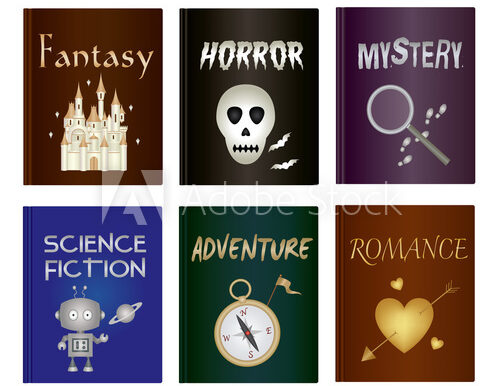 Fantasy
HORROR
MYSTERY
Adobe Stock
SCIENCE
FICTION
ADVENTURE
N
W
E
S
ROMANCE